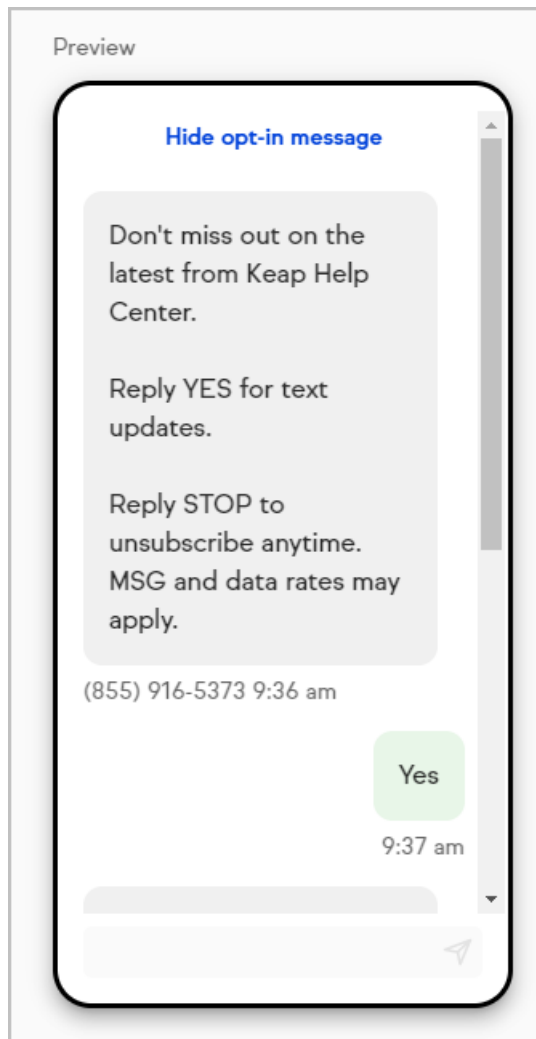 Preview
Hide opt-in message
Don't miss out on the
latest from Keap Help
Center.
Reply YES for text
updates.
Reply STOP to
unsubscribe anytime.
MSG and data rates may
apply.
(855) 916-5373 9:36 am
Yes
9:37 am